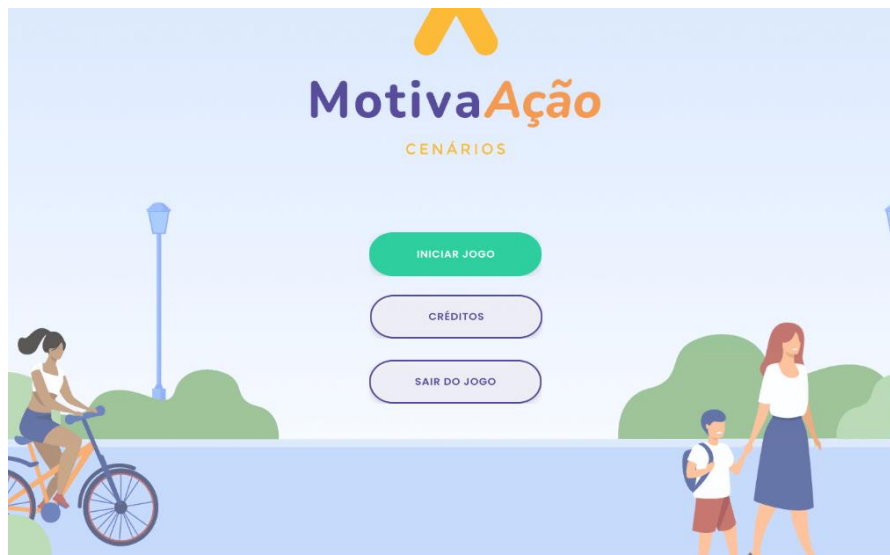 MotivaAção
CENÁRIOS
INICIAR JOGO
CRÉDITOS
SAIR DO JOGO